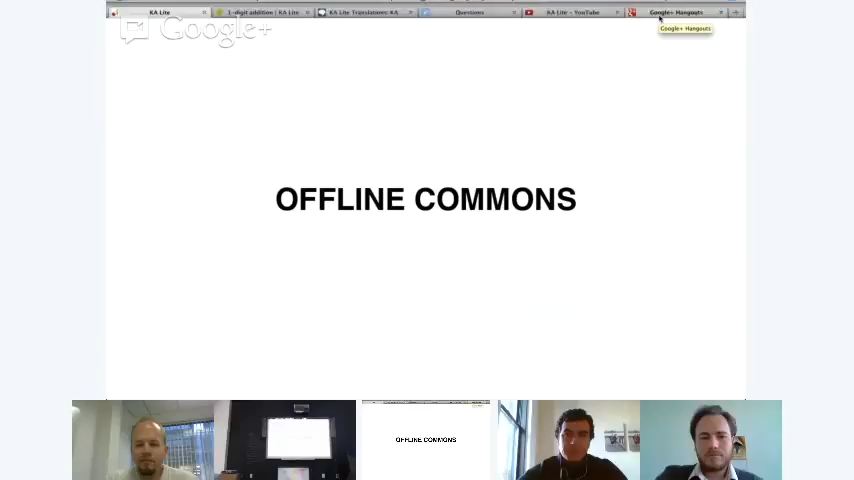 KA Lite
1-digit addition / KA Lite
KA Lite Translations: KA
Questions
KA Lite - YouTube
Google+ Hangouts
Google+
Google+ Hangouts
OFFLINE COMMONS
OFFLINE COMMONS